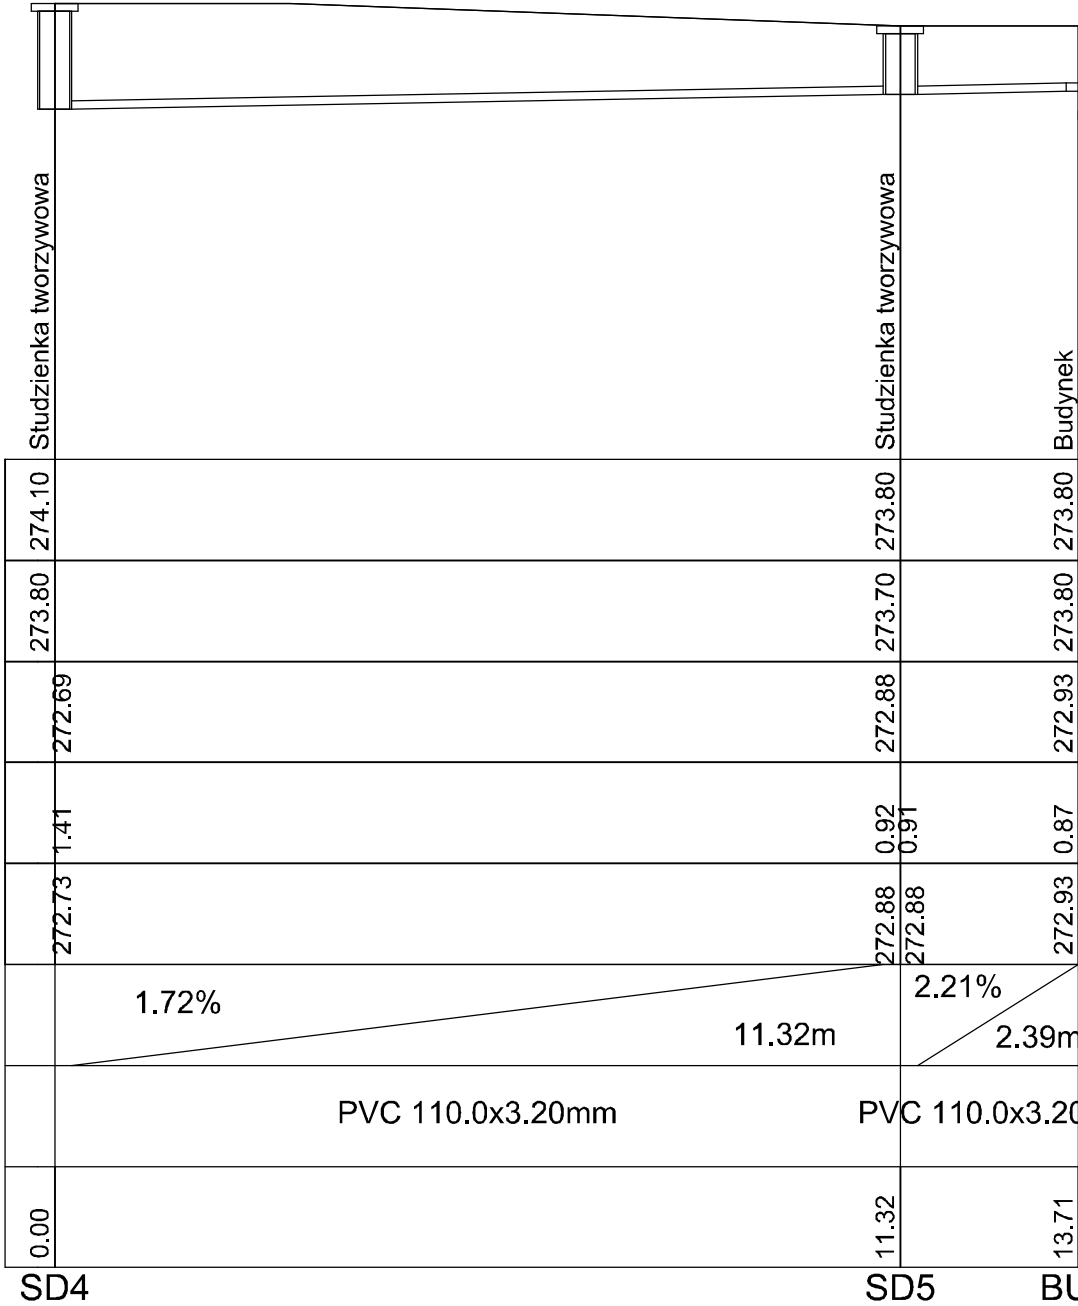 Studzienka tworzywowa Studzienka tworzywowa Budynek
274.10 273.80 273.80
273.80 273.70 273.80
272.69 272.88 272.93
1.41 0.92 0.91 0.87
272.73 272.88 272.88 272.93
1.72% 2.21%
11.32m 2.39m
PVC 110.0x3.20mm PVC 110.0x3.20
0.00 11.32 13.71
SD4 SD5 BU